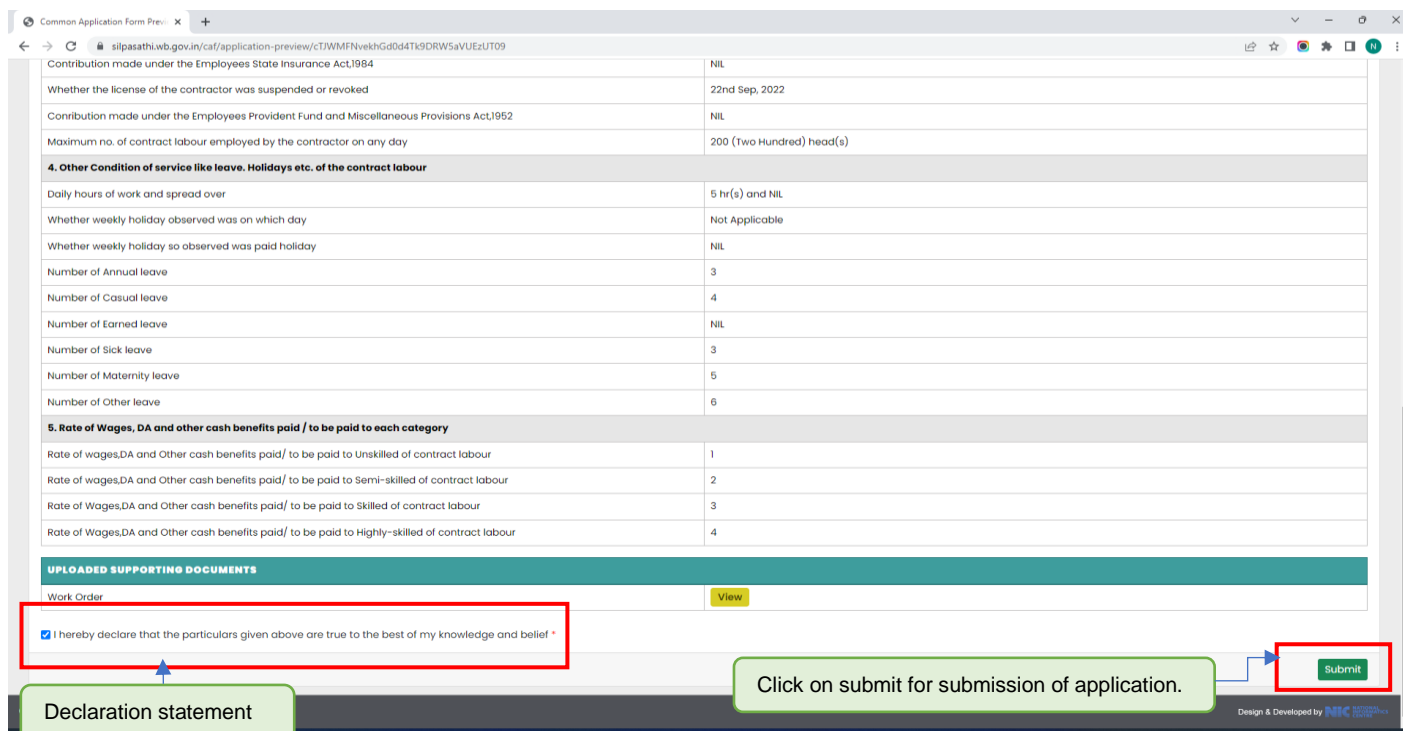 Common Application Form Previ
silpasathi.wb.gov.in/caf/application-preview/cTJWMFNvekhGd0d4Tk9DRW5aVUEzUT09
N
Contribution made under the Employees State Insurance Act,1984 NIL
Whether the license of the contractor was suspended or revoked 22nd Sep, 2022
Conribution made under the Employees Provident Fund and Miscellaneous Provisions Act,1952 NIL
Maximum no. of contract labour employed by the contractor on any day 200 (Two Hundred) head(s)
4. Other Condition of service like leave. Holidays etc. of the contract labour
Daily hours of work and spread over 5 hr(s) and NIL
Whether weekly holiday observed was on which day Not Applicable
Whether weekly holiday so observed was paid holiday NIL
Number of Annual leave 3
Number of Casual leave 4
Number of Earned leave NIL
Number of Sick leave 3
Number of Maternity leave 5
Number of Other leave 6
5. Rate of Wages, DA and other cash benefits paid / to be paid to each category
Rate of wages,DA and Other cash benefits paid/ to be paid to Unskilled of contract labour 1
Rate of wages,DA and Other cash benefits paid/ to be paid to Semi-skilled of contract labour 2
Rate of Wages,DA and Other cash benefits paid/ to be paid to Skilled of contract labour 3
Rate of Wages,DA and Other cash benefits paid/ to be paid to Highly-skilled of contract labour 4
UPLOADED SUPPORTING DOCUMENTS
Work Order View
I hereby declare that the particulars given above are true to the best of my knowledge and belief *
Submit
Click on submit for submission of application.
Declaration statement
Design & Developed by NIC NATIONAL INFORMATICS CENTRE